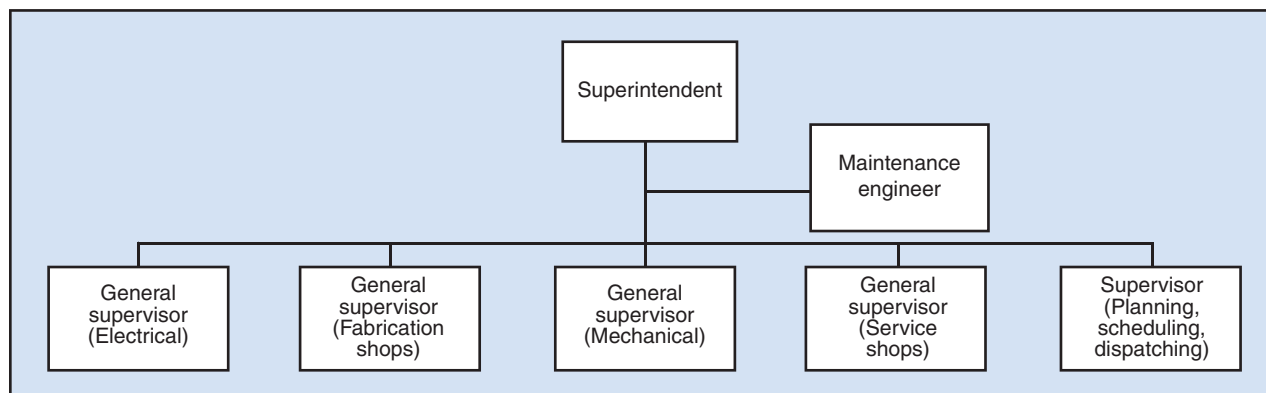 Superintendent
Maintenance
engineer
General
supervisor
(Electrical)
General
supervisor
(Fabrication
shops)
General
supervisor
(Mechanical)
General
supervisor
(Service
shops)
Supervisor
(Planning,
scheduling,
dispatching)